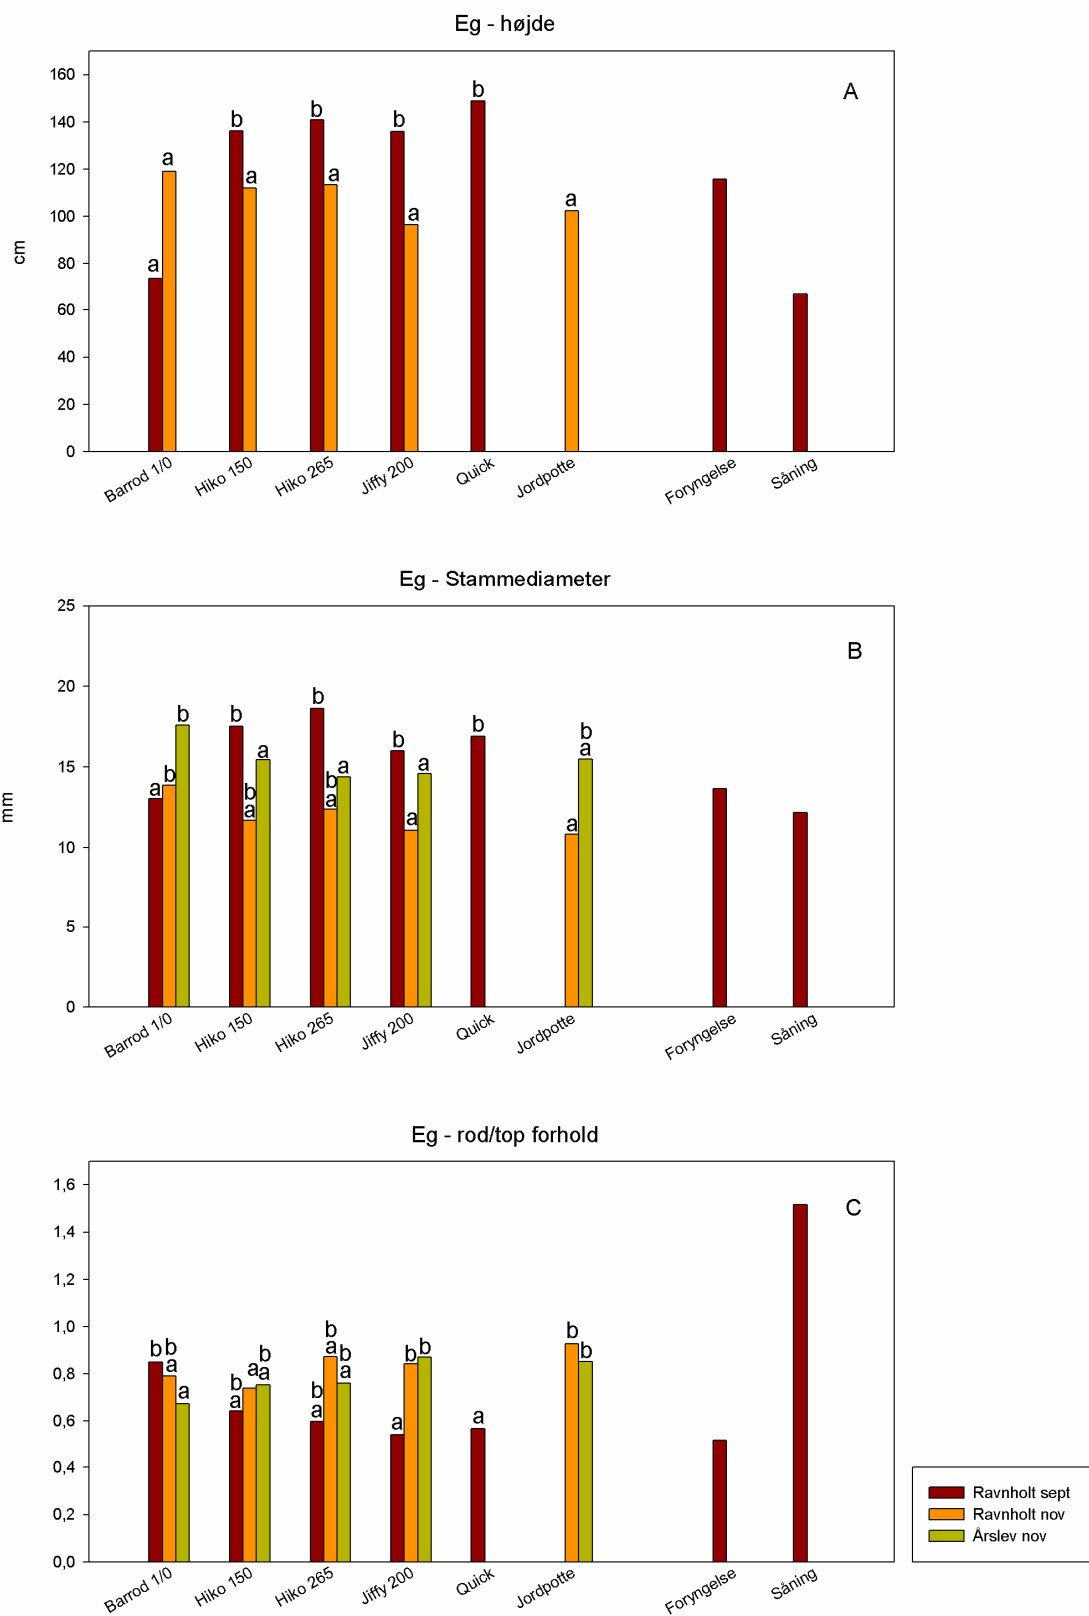 Eg - højde
A
cm
160
140
120
100
80
60
40
20
0
a
a
b
a
b
a
b
a
b
a
Barrod 1/0
Hiko 150
Hiko 265
Jiffy 200
Quick
Jordpotte
Foryngelse
Såning
Eg - Stammediameter
B
mm
25
20
15
10
5
0
a
b
b
b
b
a
a
b
b
a
a
b
a
a
b
a
b
a
Barrod 1/0
Hiko 150
Hiko 265
Jiffy 200
Quick
Jordpotte
Foryngelse
Såning
Eg - rod/top forhold
C
1,6
1,4
1,2
1,0
0,8
0,6
0,4
0,2
0,0
b
b
a
a
b
a
a
b
a
b
a
b
a
b
a
a
b
b
a
b
b
Barrod 1/0
Hiko 150
Hiko 265
Jiffy 200
Quick
Jordpotte
Foryngelse
Såning
Ravnholt sept
Ravnholt nov
Årslev nov